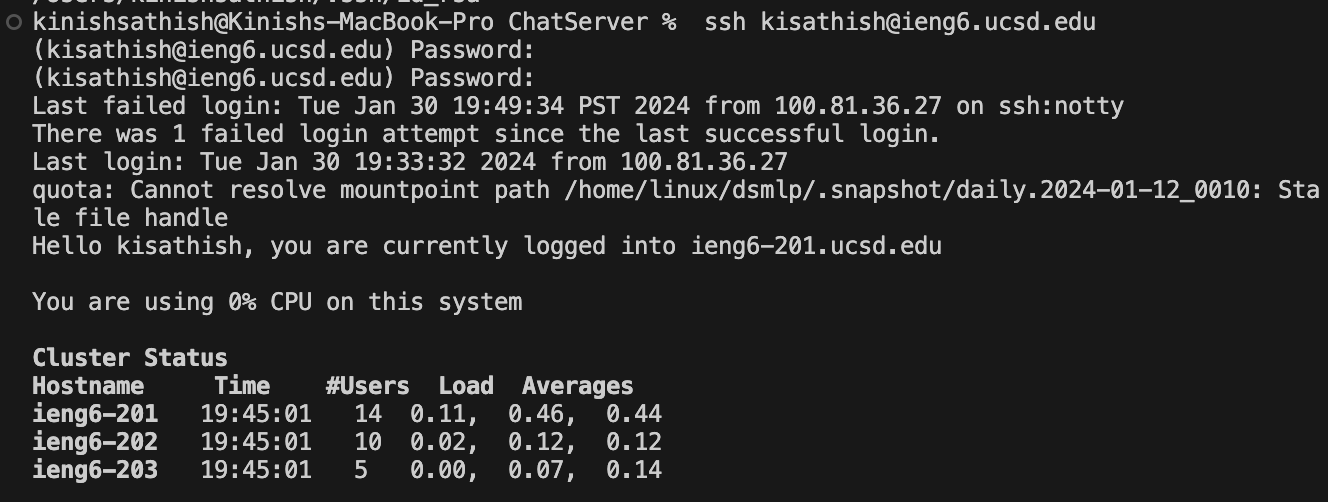 kinishsathish@Kinishs-MacBook-Pro ChatServer %  ssh kisathish@ieng6.ucsd.edu
(kisathish@ieng6.ucsd.edu) Password:
(kisathish@ieng6.ucsd.edu) Password:
Last failed login: Tue Jan 30 19:49:34 PST 2024 from 100.81.36.27 on ssh:notty
There was 1 failed login attempt since the last successful login.
Last login: Tue Jan 30 19:33:32 2024 from 100.81.36.27
quota: Cannot resolve mountpoint path /home/linux/dsmlp/.snapshot/daily.2024-01-12_0010: Sta
le file handle
Hello kisathish, you are currently logged into ieng6-201.ucsd.edu
You are using 0% CPU on this system
Cluster Status
Hostname     Time    #Users  Load  Averages
ieng6-201   19:45:01   14  0.11,  0.46,  0.44
ieng6-202   19:45:01   10  0.02,  0.12,  0.12
ieng6-203   19:45:01   5   0.00,  0.07,  0.14